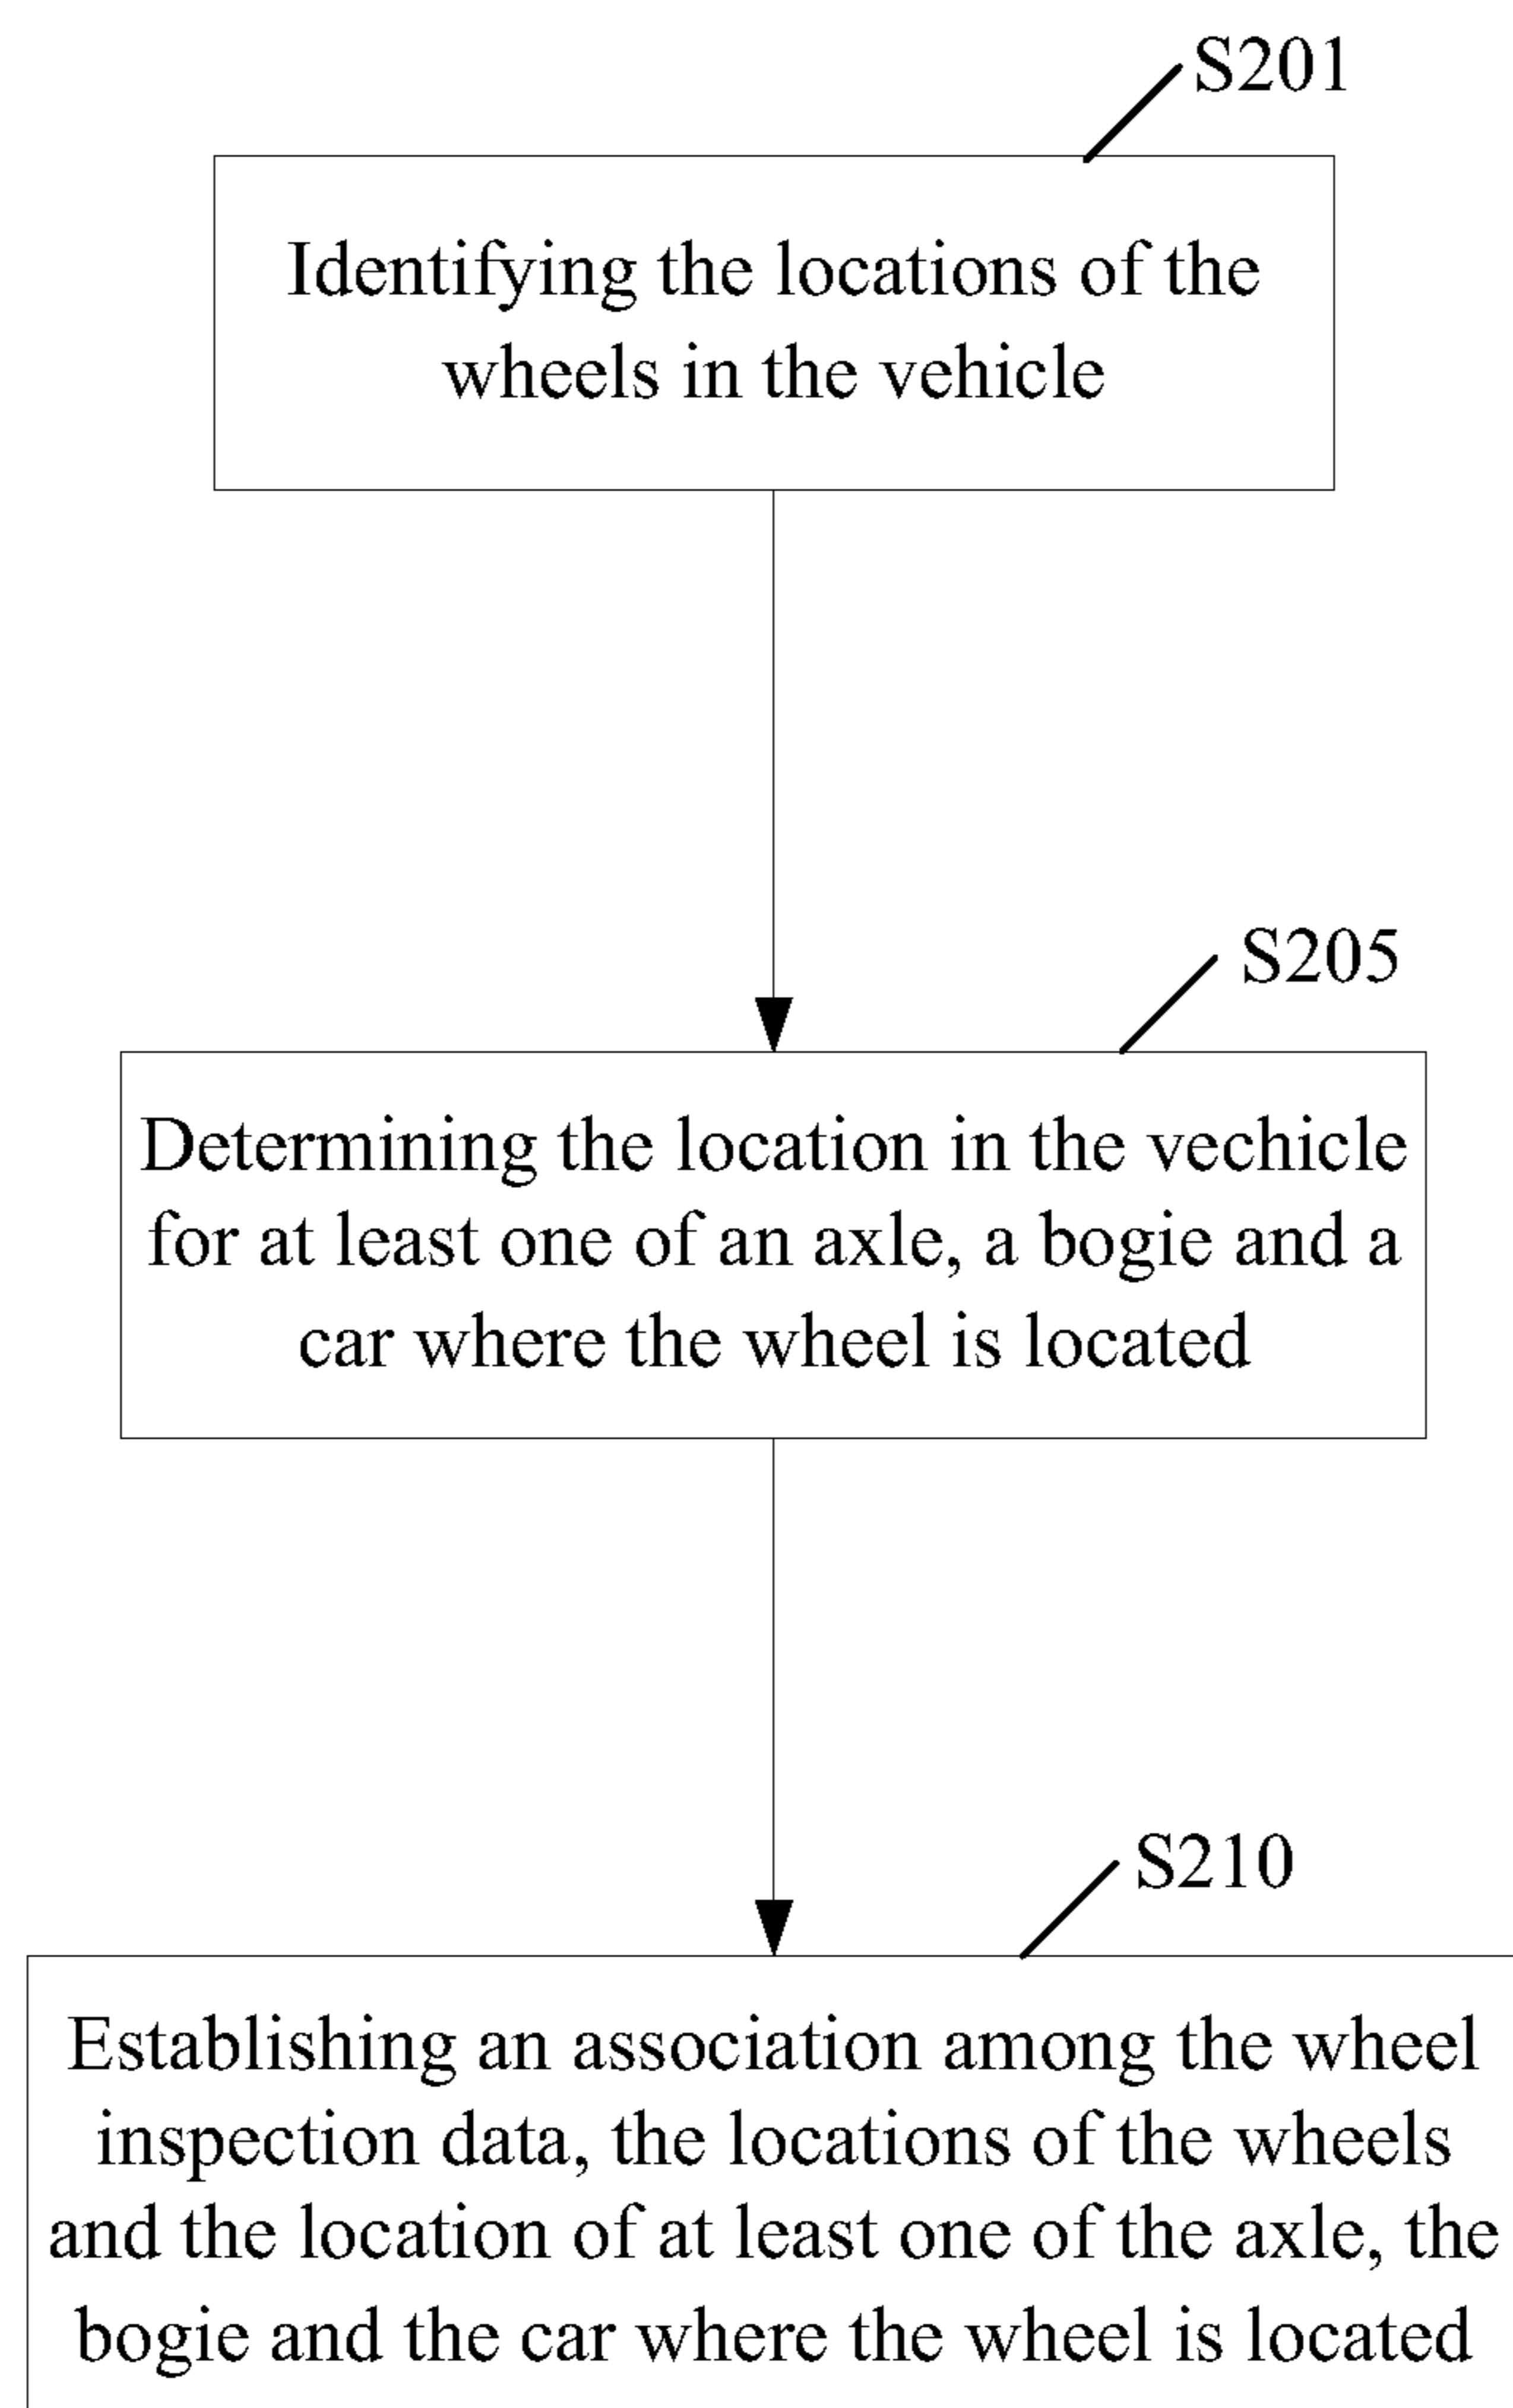 S201
Identifying the locations of the
wheels in the vehicle
S205
Determining the location in the vechicle
for at least one of an axle, a bogie and a
car where the wheel is located
S210
Establishing an association among the wheel
inspection data, the locations of the wheels
and the location of at least one of the axle, the
bogie and the car where the wheel is located